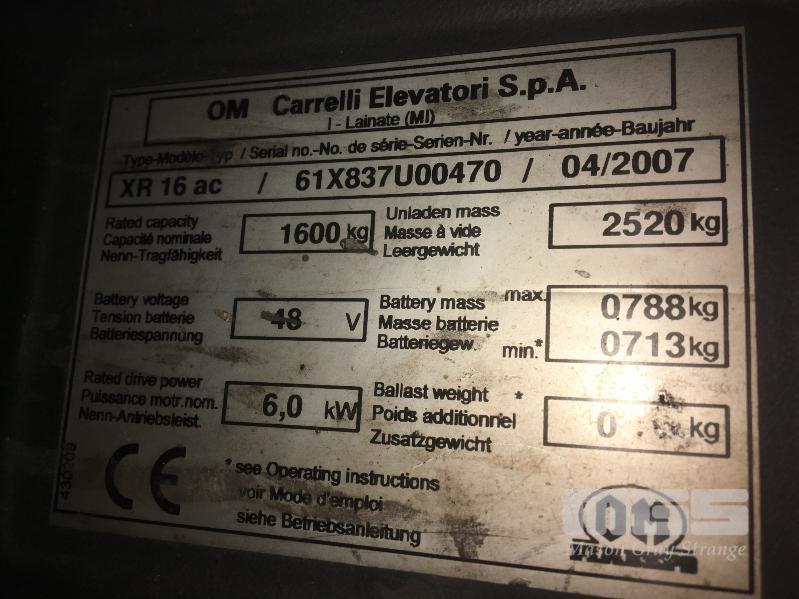 OM Carrelli Elevatori S.p.A.
I - Lainate (MI)
Type-Modèle-Typ / Serial no.-No. de série-Serien-Nr. / year-année-Baujahr
XR 16 ac / 61X837U00470 / 04/2007
Rated capacity
Capacité nominale
Nenn-Tragfähigkeit
1600 kg
Unladen mass
Masse à vide
Leergewicht
2520 kg
Battery voltage
Tension batterie
Batteriespannung
48 V
Battery mass
Masse batterie
Batteriegew.
max. 0788 kg
min.* 0713 kg
Rated drive power
Puissance motr.nom.
Nenn-Antriebsleist.
6,0 kW
Ballast weight *
Poids additionnel
Zusatzgewicht
0 kg
CE
*see Operating instructions
voir Mode d'emploi
siehe Betriebsanleitung
430209
OM
Mason Gray Strange